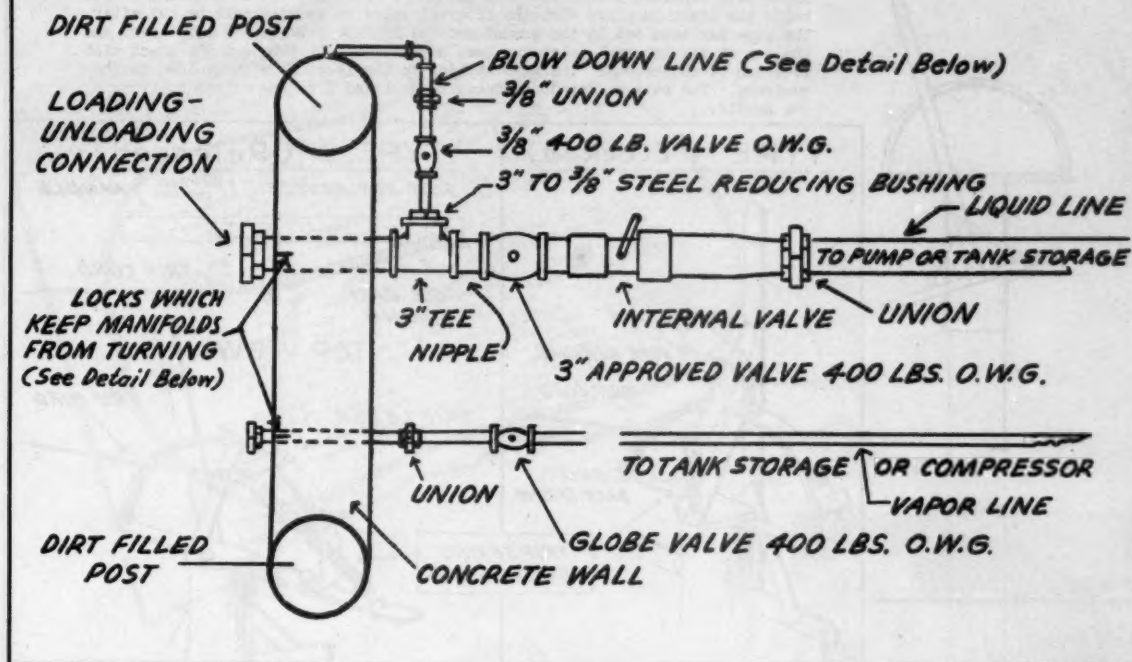 DIRT FILLED POST
BLOW DOWN LINE (See Detail Below)
3/8" UNION
LOADING-
UNLOADING
CONNECTION
3/8" 400 LB. VALVE O.W.G.
3" TO 3/8" STEEL REDUCING BUSHING
LIQUID LINE
TO PUMP OR TANK STORAGE
LOCKS WHICH
KEEP MANIFOLDS
FROM TURNING
(See Detail Below)
3" TEE
NIPPLE
INTERNAL VALVE
UNION
3" APPROVED VALVE 400 LBS. O.W.G.
TO TANK STORAGE OR COMPRESSOR
UNION
VAPOR LINE
GLOBE VALVE 400 LBS. O.W.G.
DIRT FILLED
POST
CONCRETE WALL